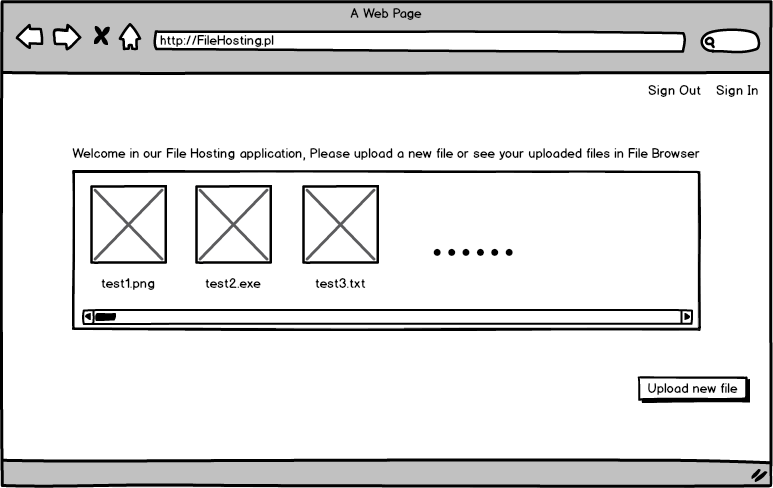 A Web Page
http://FileHosting.pl
Sign Out Sign In
Welcome in our File Hosting application, Please upload a new file or see your uploaded files in File Browser
test1.png test2.exe test3.txt
Upload new file